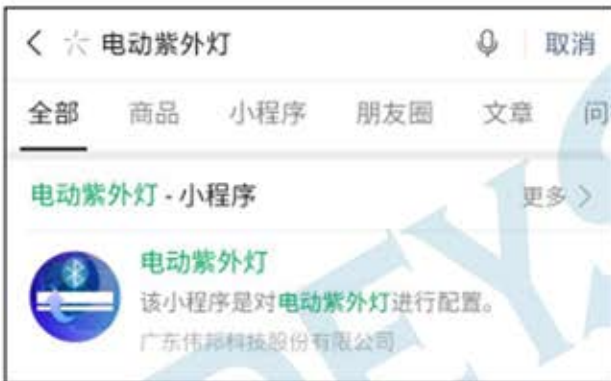 电动紫外灯 取消
全部 商品 小程序 朋友圈 文章 问
电动紫外灯 - 小程序 更多
电动紫外灯
该小程序是对电动紫外灯进行配置。
广东伟邦科技股份有限公司